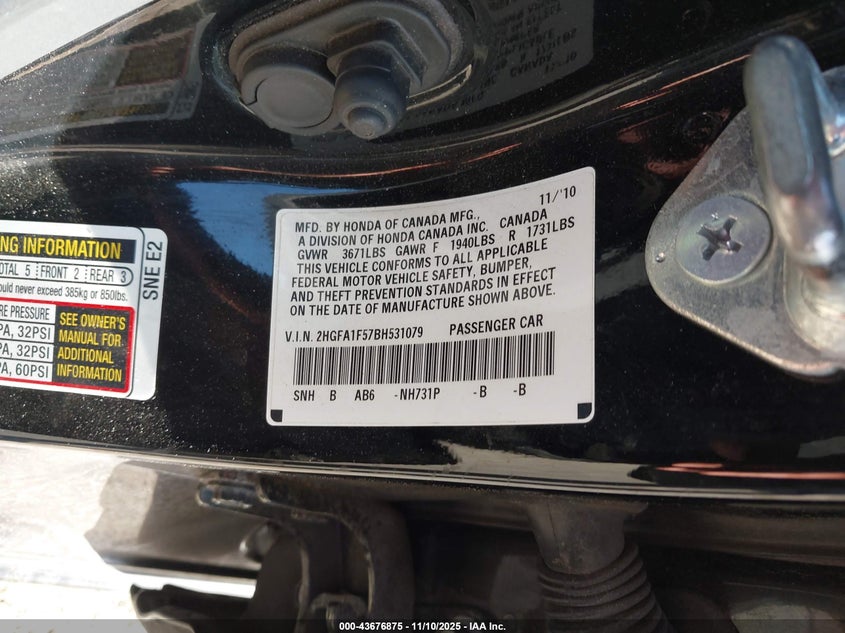 11/'10
MFD. BY HONDA OF CANADA MFG.,
A DIVISION OF HONDA CANADA INC. CANADA
GVWR 3671LBS GAWR F 1940LBS R 1731LBS
THIS VEHICLE CONFORMS TO ALL APPLICABLE
FEDERAL MOTOR VEHICLE SAFETY, BUMPER,
AND THEFT PREVENTION STANDARDS IN EFFECT
ON THE DATE OF MANUFACTURE SHOWN ABOVE.
V.I.N. 2HGFA1F57BH531079 PASSENGER CAR
SNH B AB6 -NH731P -B -B
NG INFORMATION
TOTAL 5 FRONT 2 REAR 3
ould never exceed 385kg or 850lbs.
RE PRESSURE
PA, 32PSI
PA, 32PSI
A, 60PSI
SEE OWNER'S
MANUAL FOR
ADDITIONAL
INFORMATION
SNE E2
000-43676875 - 11/10/2025 - IAA Inc.